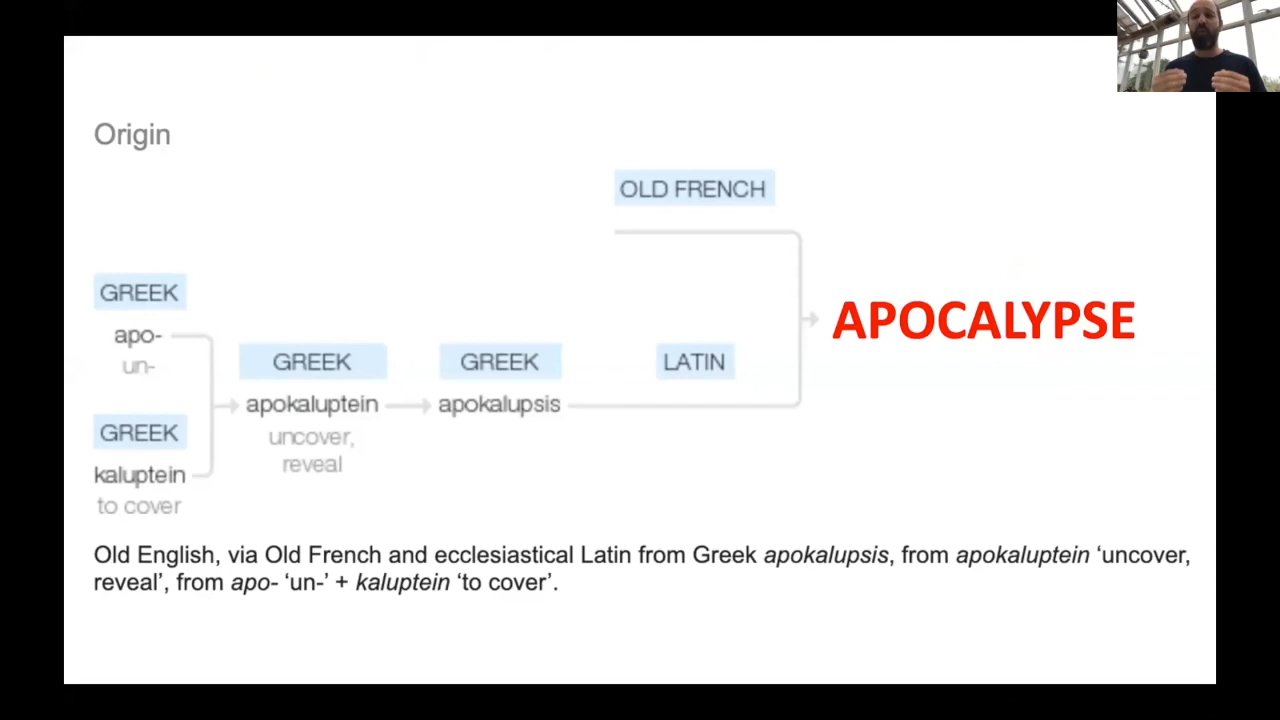 Origin
OLD FRENCH
GREEK
apo-
un-
APOCALYPSE
GREEK
apokaluptein
uncover,
reveal
GREEK
apokalupsis
LATIN
GREEK
kaluptein
to cover
Old English, via Old French and ecclesiastical Latin from Greek apokalupsis, from apokaluptein ‘uncover,
reveal’, from apo- ‘un-’ + kaluptein ‘to cover’.